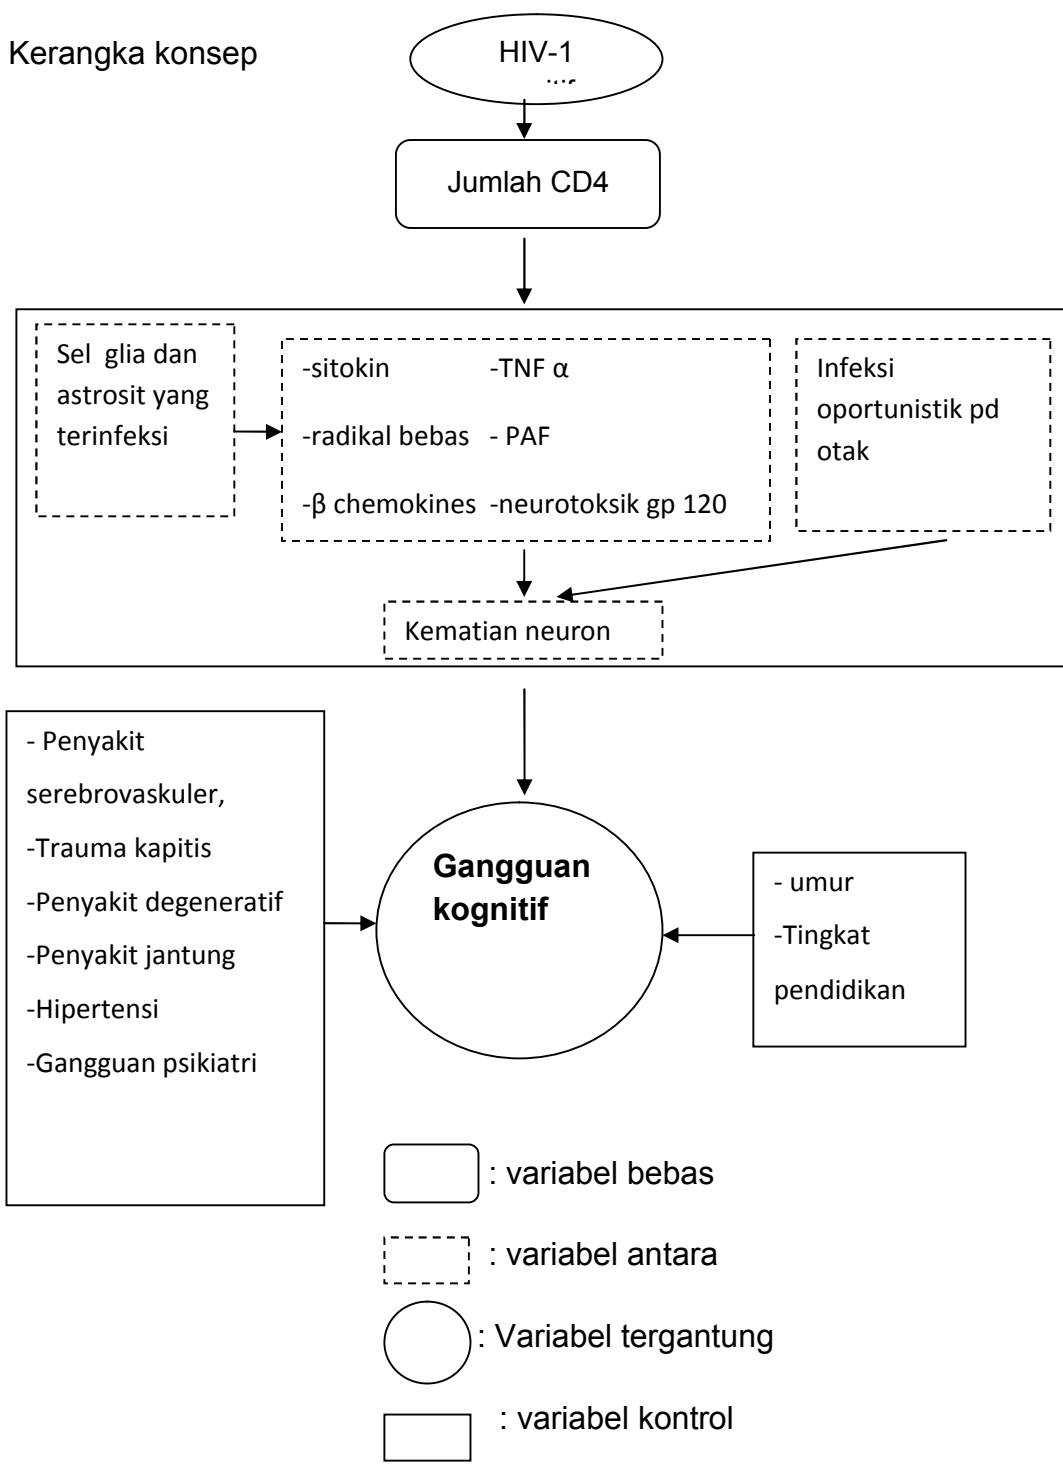 Kerangka konsep
HIV-1
Jumlah CD4
Sel glia dan
astrosit yang
terinfeksi
-sitokin -TNF α
-radikal bebas - PAF
-β chemokines -neurotoksik gp 120
Infeksi
oportunistik pd
otak
Kematian neuron
- Penyakit
serebrovaskuler,
-Trauma kapitis
-Penyakit degeneratif
-Penyakit jantung
-Hipertensi
-Gangguan psikiatri
Gangguan
kognitif
- umur
-Tingkat
pendidikan
: variabel bebas
: variabel antara
: Variabel tergantung
: variabel kontrol